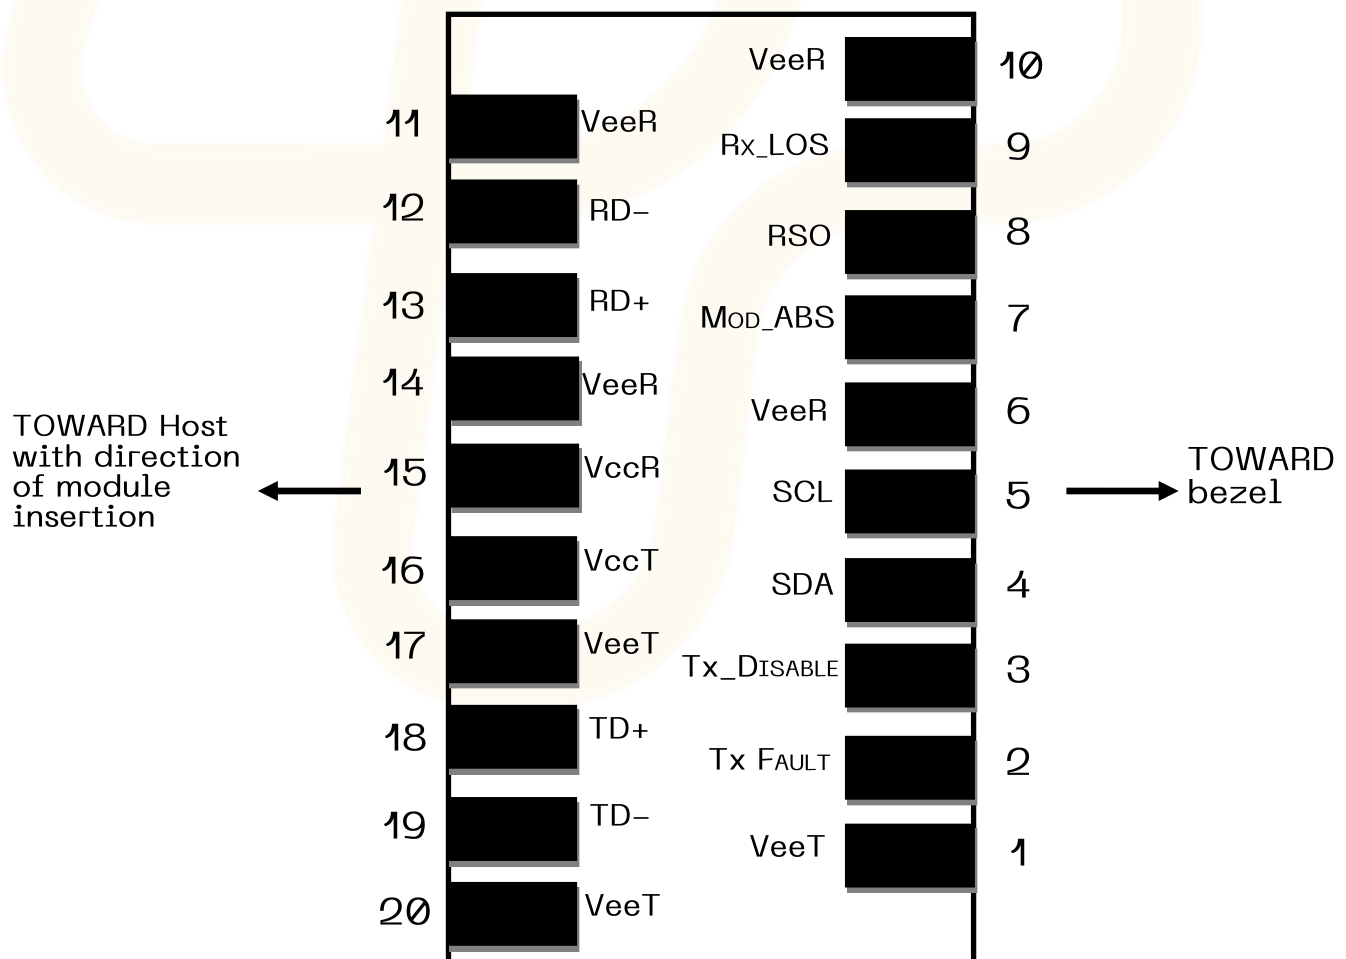 VeeR 10
11 VeeR
Rx_LOS 9
12 RD-
RSO 8
13 RD+
Mod_ABS 7
14 VeeR
VeeR 6
TOWARD Host
with direction
of module
insertion
15 VccR
SCL 5
TOWARD
bezel
16 VccT
SDA 4
17 VeeT
Tx_Disable 3
18 TD+
Tx Fault 2
19 TD-
VeeT 1
20 VeeT